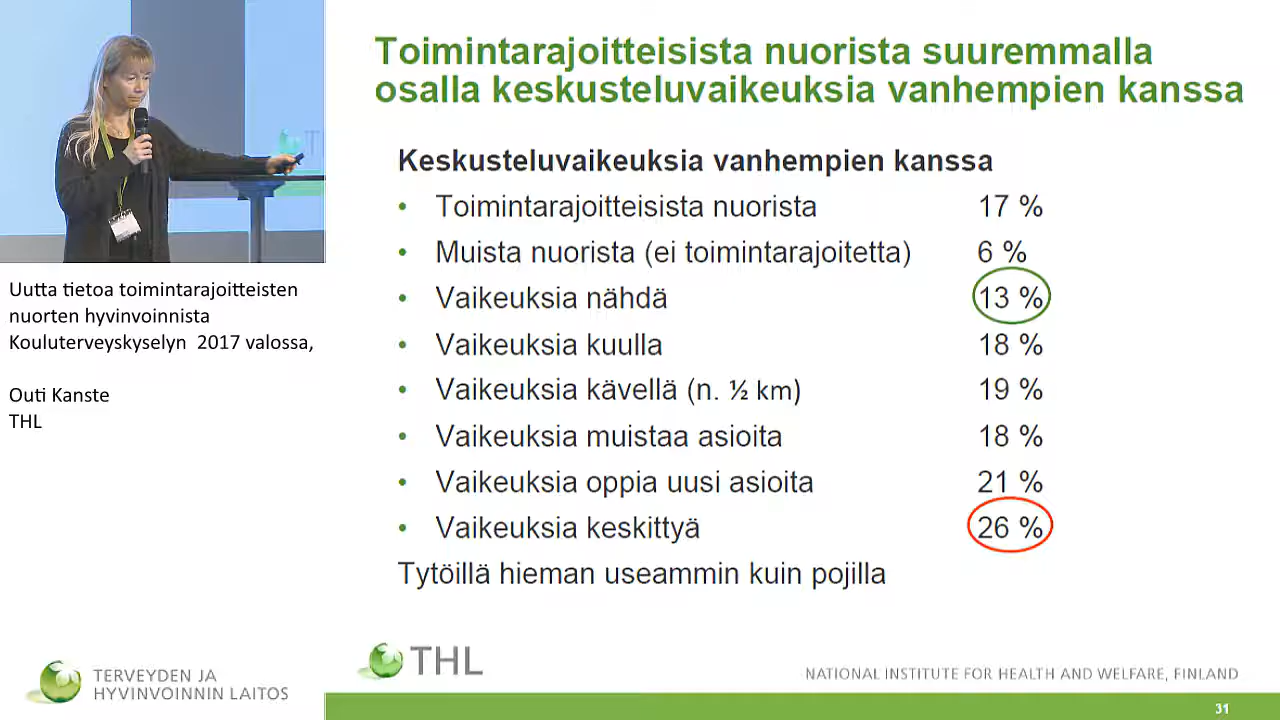 Toimintarajoitteisista nuorista suuremmalla
osalla keskusteluvaikeuksia vanhempien kanssa
Keskusteluvaikeuksia vanhempien kanssa
• Toimintarajoitteisista nuorista 17 %
• Muista nuorista (ei toimintarajoitetta) 6 %
• Vaikeuksia nähdä 13 %
• Vaikeuksia kuulla 18 %
• Vaikeuksia kävellä (n. ½ km) 19 %
• Vaikeuksia muistaa asioita 18 %
• Vaikeuksia oppia uusi asioita 21 %
• Vaikeuksia keskittyä 26 %
Tytöillä hieman useammin kuin pojilla
Uutta tietoa toimintarajoitteisten
nuorten hyvinvoinnista
Kouluterveyskyselyn 2017 valossa,
Outi Kanste
THL
TERVEYDEN JA
HYVINVOINNIN LAITOS
THL
NATIONAL INSTITUTE FOR HEALTH AND WELFARE, FINLAND
31